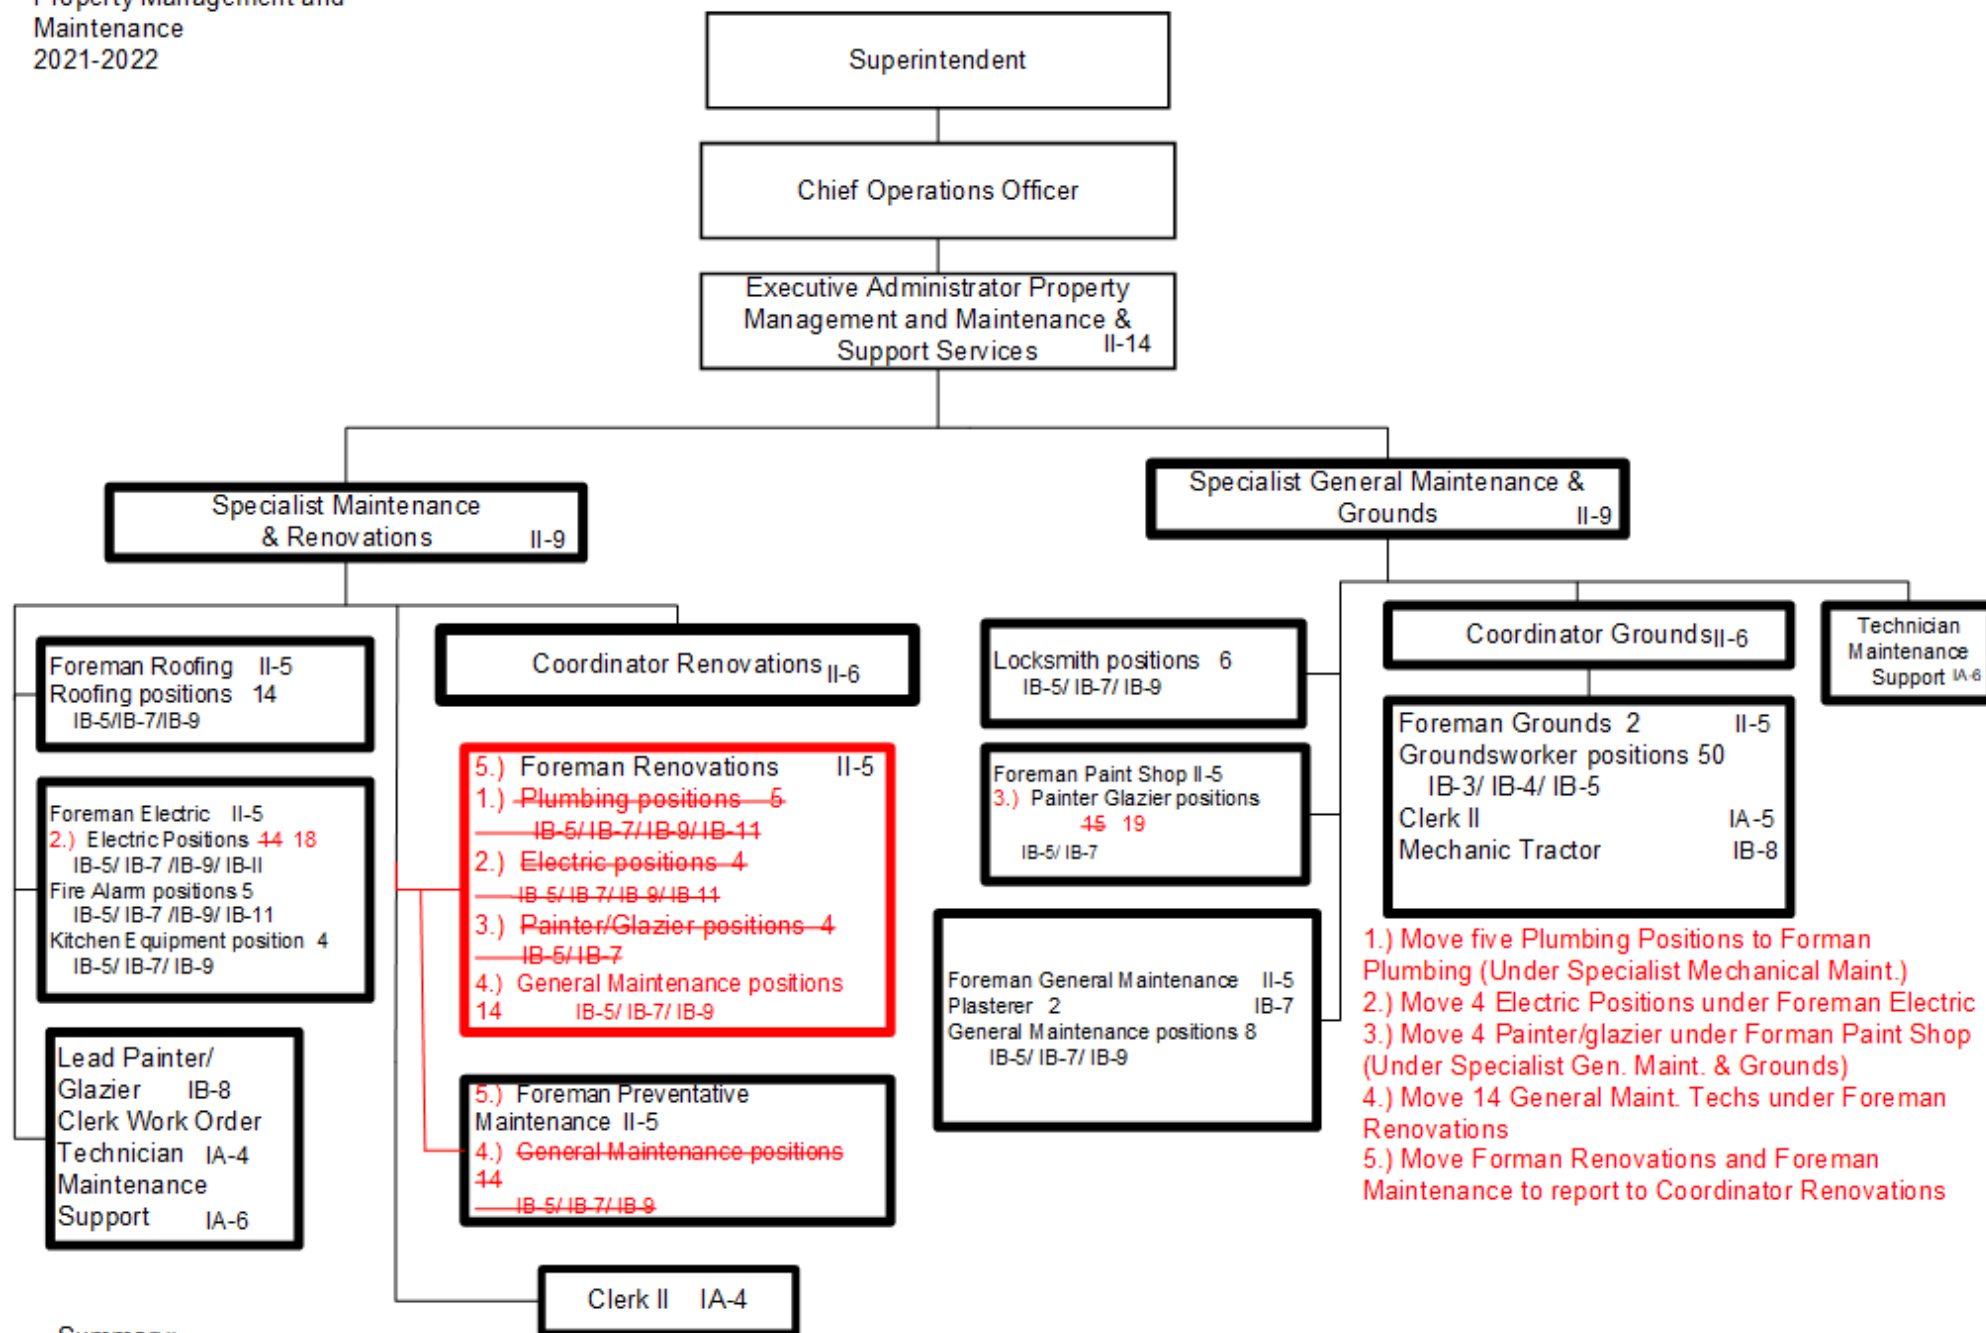 Property Management and
Maintenance
2021-2022
Superintendent
Chief Operations Officer
Executive Administrator Property
Management and Maintenance &
Support Services II-14
Specialist Maintenance
& Renovations II-9
Specialist General Maintenance &
Grounds II-9
Foreman Roofing II-5
Roofing positions 14
IB-5/IB-7/IB-9
Foreman Electric II-5
2.) Electric Positions 14 18
IB-5/ IB-7 /IB-9/ IB-II
Fire Alarm positions 5
IB-5/ IB-7 /IB-9/ IB-11
Kitchen Equipment position 4
IB-5/ IB-7/ IB-9
Lead Painter/
Glazier IB-8
Clerk Work Order
Technician IA-4
Maintenance
Support IA-6
Coordinator Renovations II-6
5.) Foreman Renovations II-5
1.) Plumbing positions 5
IB-5/ IB-7/ IB-9/ IB-11
2.) Electric positions 4
IB-5/ IB-7/ IB-9/ IB-11
3.) Painter/Glazier positions 4
IB-5/ IB-7
4.) General Maintenance positions
14 IB-5/ IB-7/ IB-9
5.) Foreman Preventative
Maintenance II-5
4.) General Maintenance positions
14
IB-5/ IB-7/ IB-9
Clerk II IA-4
Locksmith positions 6
IB-5/ IB-7/ IB-9
Foreman Paint Shop II-5
3.) Painter Glazier positions
15 19
IB-5/ IB-7
Foreman General Maintenance II-5
Plasterer 2 IB-7
General Maintenance positions 8
IB-5/ IB-7/ IB-9
Coordinator Grounds II-6
Foreman Grounds 2 II-5
Groundsworker positions 50
IB-3/ IB-4/ IB-5
Clerk II IA-5
Mechanic Tractor IB-8
Technician
Maintenance
Support IA-6
1.) Move five Plumbing Positions to Forman
Plumbing (Under Specialist Mechanical Maint.)
2.) Move 4 Electric Positions under Foreman Electric
3.) Move 4 Painter/glazier under Forman Paint Shop
(Under Specialist Gen. Maint. & Grounds)
4.) Move 14 General Maint. Techs under Foreman
Renovations
5.) Move Forman Renovations and Foreman
Maintenance to report to Coordinator Renovations